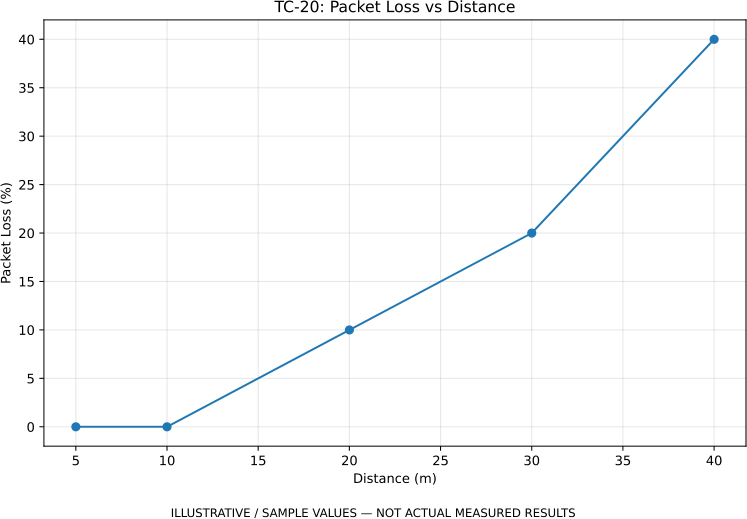 TC-20: Packet Loss vs Distance
Packet Loss (%)
40
35
30
25
20
15
10
5
0
5 10 15 20 25 30 35 40
Distance (m)
ILLUSTRATIVE / SAMPLE VALUES — NOT ACTUAL MEASURED RESULTS